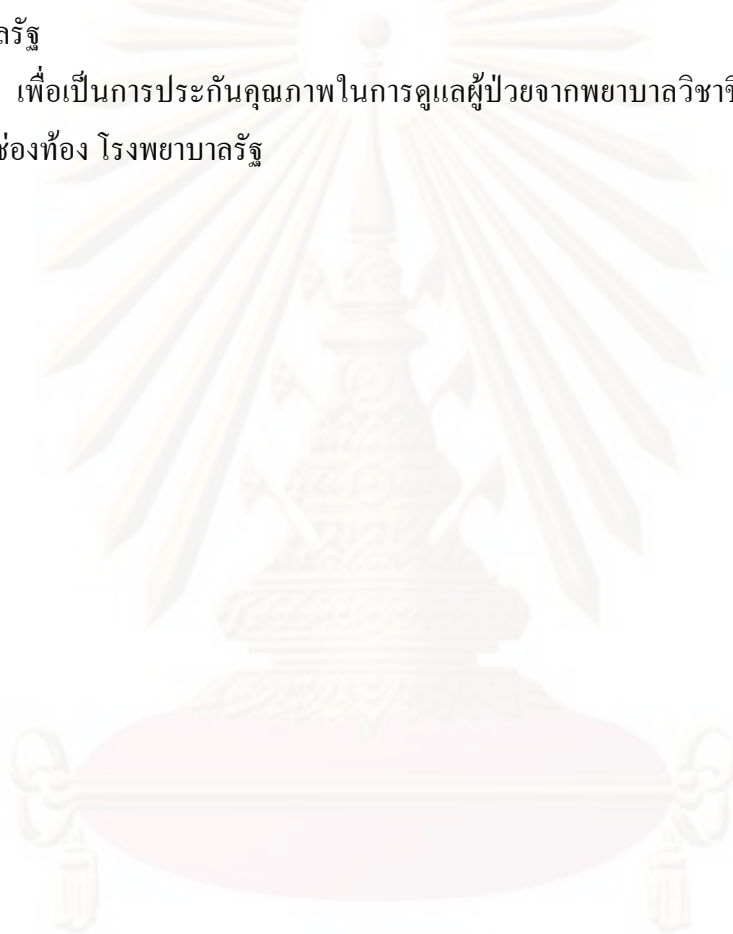 ลรัฐ
เพื่อเป็นการประกันคุณภาพในการดูแลผู้ป่วยจากพยาบาลวิชาชี
ช่องท้อง โรงพยาบาลรัฐ